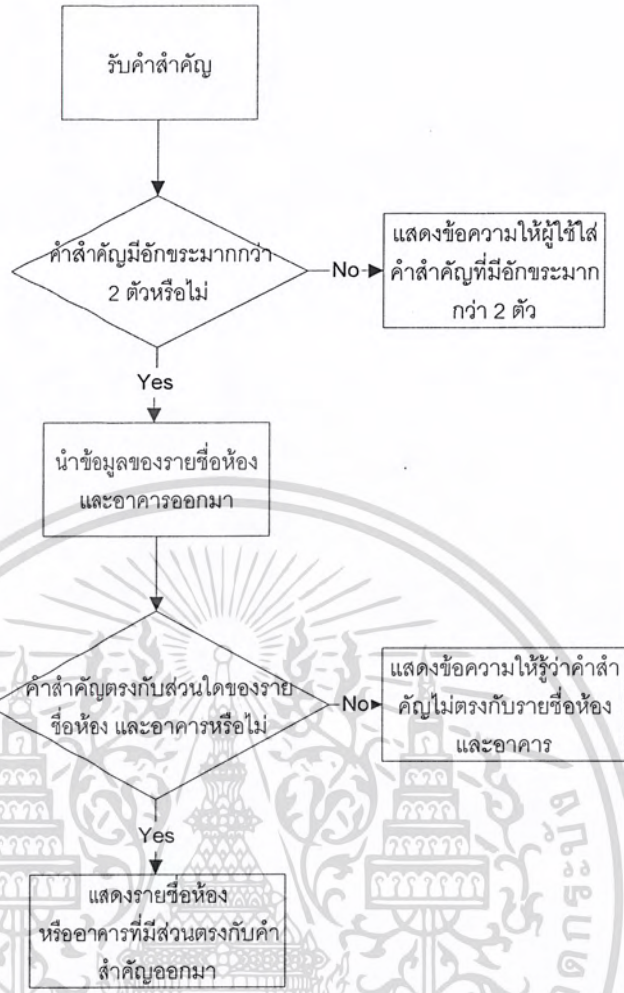 รับคำสำคัญ
คำสำคัญมีอักขระมากกว่า
2 ตัวหรือไม่
No
แสดงข้อความให้ผู้ใช้ใส่
คำสำคัญที่มีอักขระมาก
กว่า 2 ตัว
Yes
นำข้อมูลของรายชื่อห้อง
และอาคารออกมา
คำสำคัญตรงกับส่วนใดของราย
ชื่อห้อง และอาคารหรือไม่
No
แสดงข้อความให้รู้ว่าคำสำ
คัญไม่ตรงกับรายชื่อห้อง
และอาคาร
Yes
แสดงรายชื่อห้อง
หรืออาคารที่มีส่วนตรงกับคำ
สำคัญออกมา